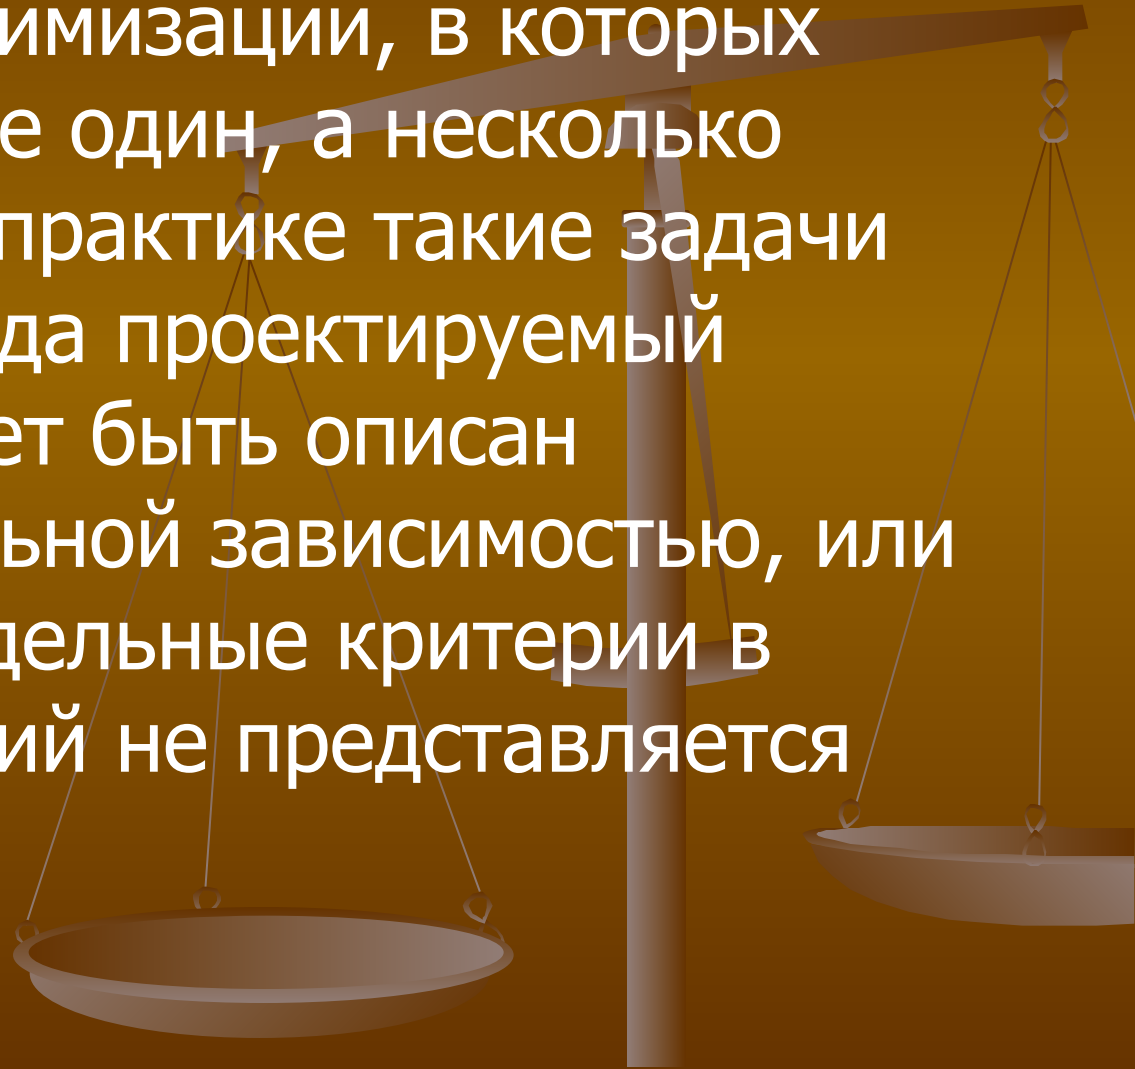 имизации, в которых
е один, а несколько
практике такие задачи
да проектируемый
ет быть описан
ьной зависимостью, или
дельные критерии в
ий не представляется